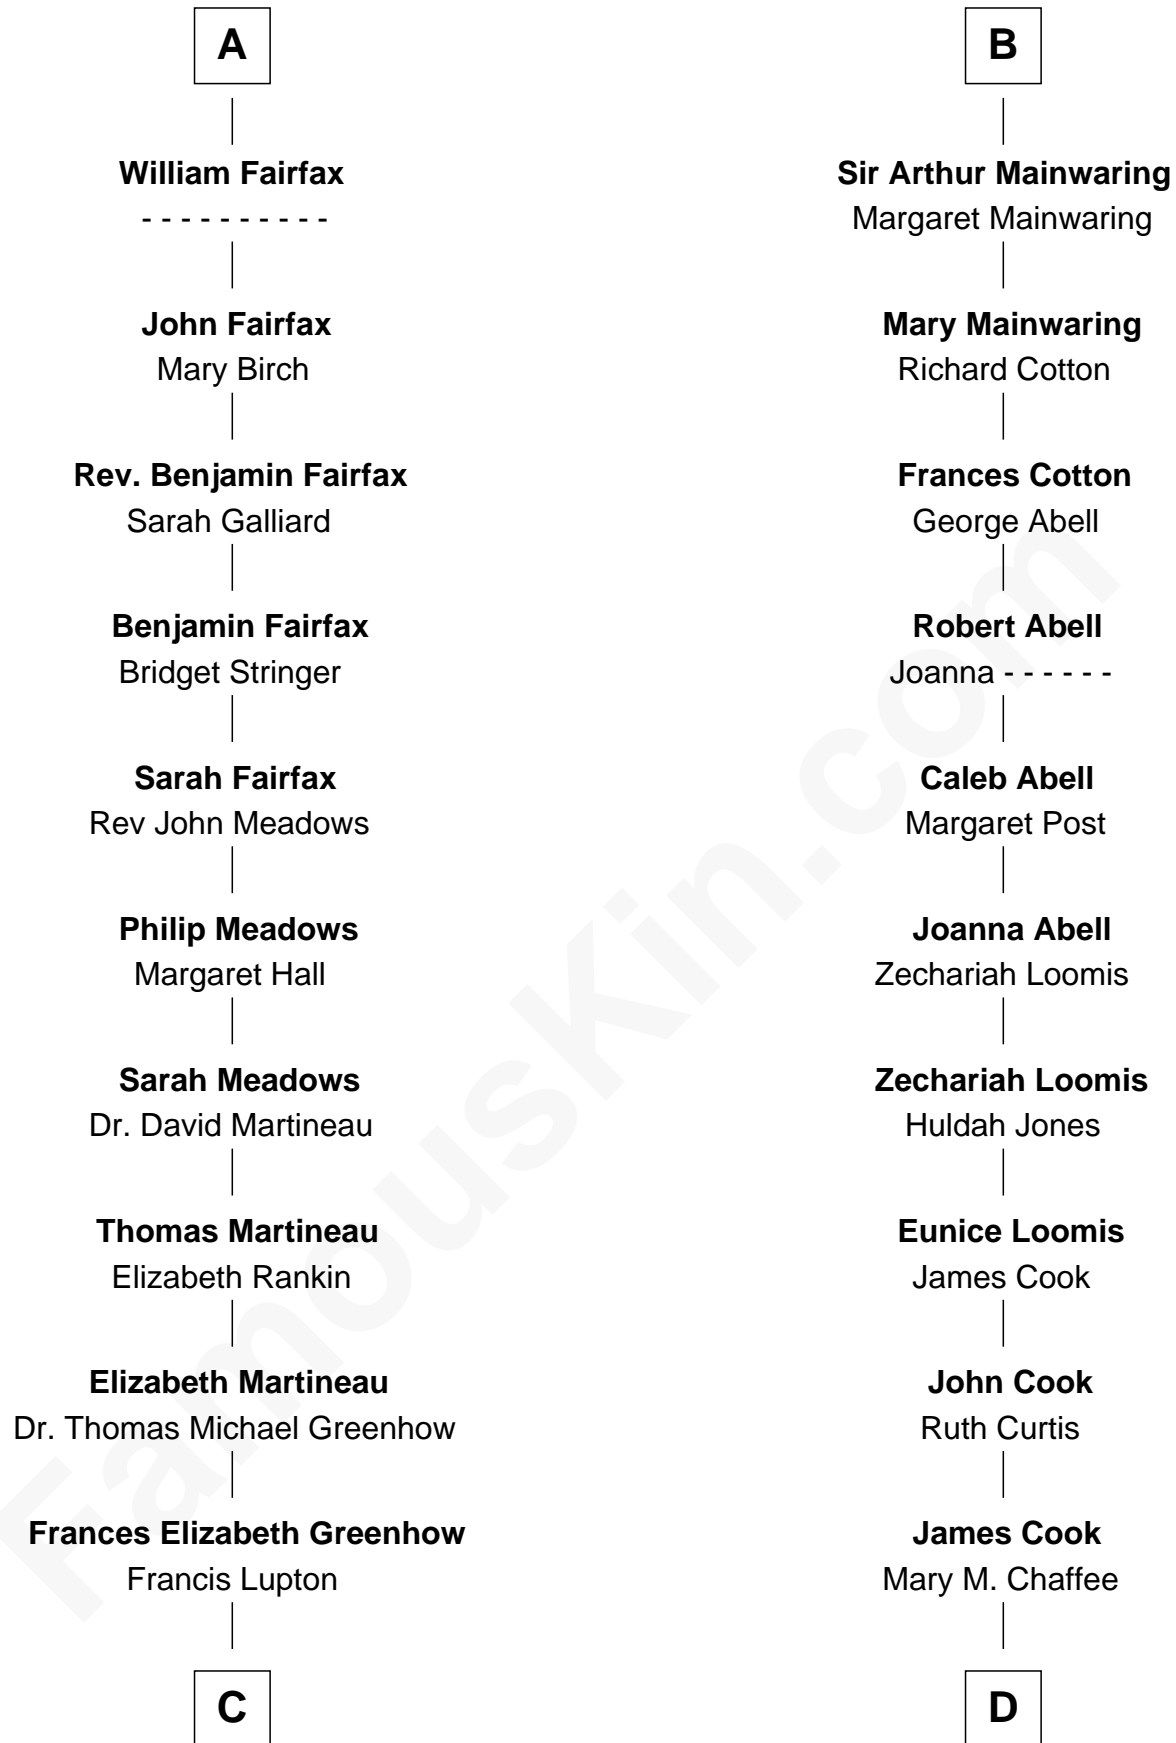 A
William Fairfax
- - - - - - - - - -
John Fairfax
Mary Birch
Rev. Benjamin Fairfax
Sarah Galliard
Benjamin Fairfax
Bridget Stringer
Sarah Fairfax
Rev John Meadows
Philip Meadows
Margaret Hall
Sarah Meadows
Dr. David Martineau
Thomas Martineau
Elizabeth Rankin
Elizabeth Martineau
Dr. Thomas Michael Greenhow
Frances Elizabeth Greenhow
Francis Lupton
C
B
Sir Arthur Mainwaring
Margaret Mainwaring
Mary Mainwaring
Richard Cotton
Frances Cotton
George Abell
Robert Abell
Joanna - - - - - -
Caleb Abell
Margaret Post
Joanna Abell
Zechariah Loomis
Zechariah Loomis
Huldah Jones
Eunice Loomis
James Cook
John Cook
Ruth Curtis
James Cook
Mary M. Chaffee
D
FamousKin.com